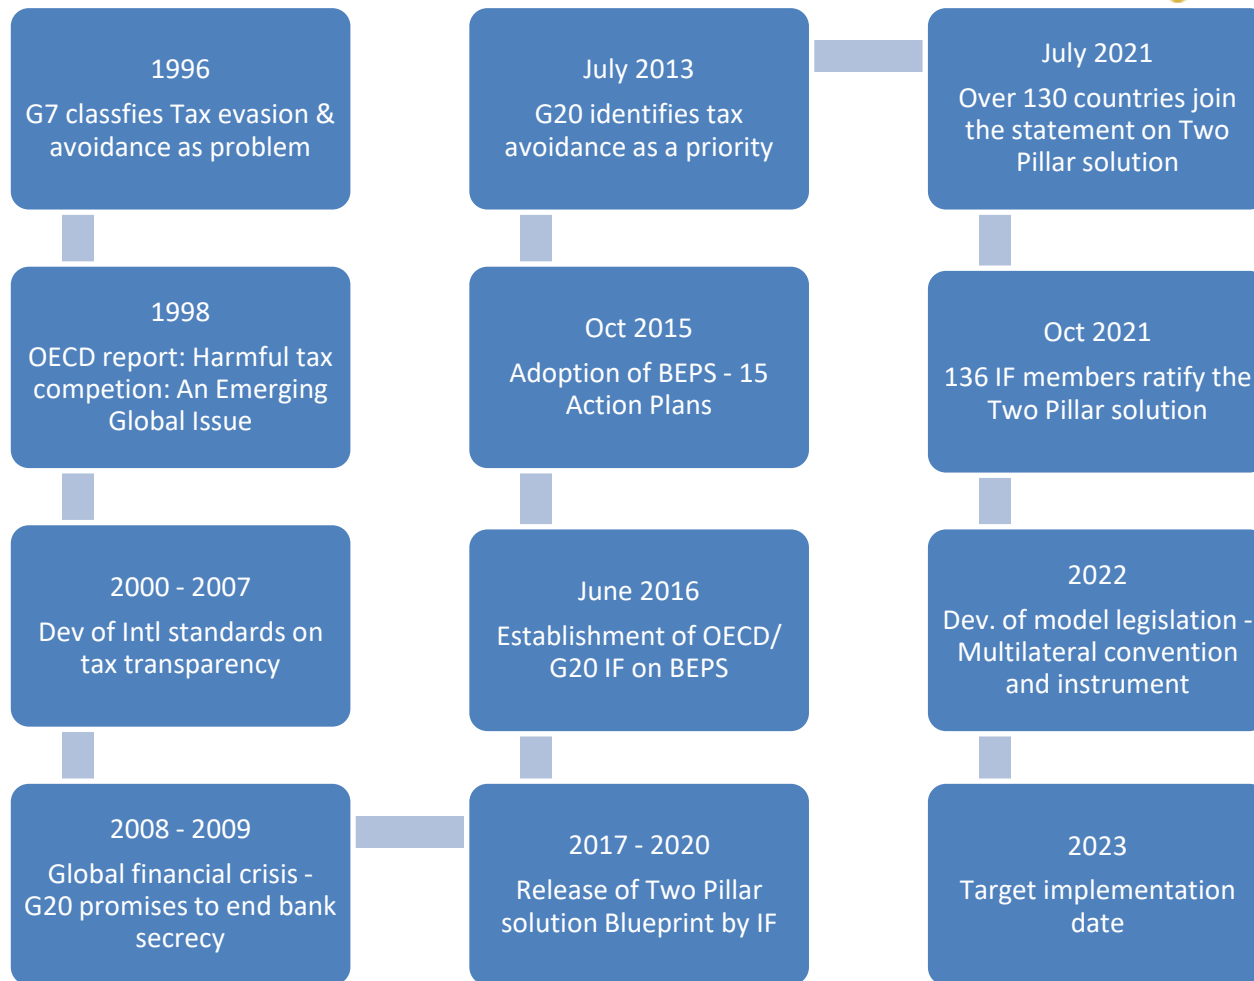 1996
G7 classfies Tax evasion &
avoidance as problem
1998
OECD report: Harmful tax
competion: An Emerging
Global Issue
2000 - 2007
Dev of Intl standards on
tax transparency
2008 - 2009
Global financial crisis -
G20 promises to end bank
secrecy
July 2013
G20 identifies tax
avoidance as a priority
Oct 2015
Adoption of BEPS - 15
Action Plans
June 2016
Establishment of OECD/
G20 IF on BEPS
2017 - 2020
Release of Two Pillar
solution Blueprint by IF
July 2021
Over 130 countries join
the statement on Two
Pillar solution
Oct 2021
136 IF members ratify the
Two Pillar solution
2022
Dev. of model legislation -
Multilateral convention
and instrument
2023
Target implementation
date